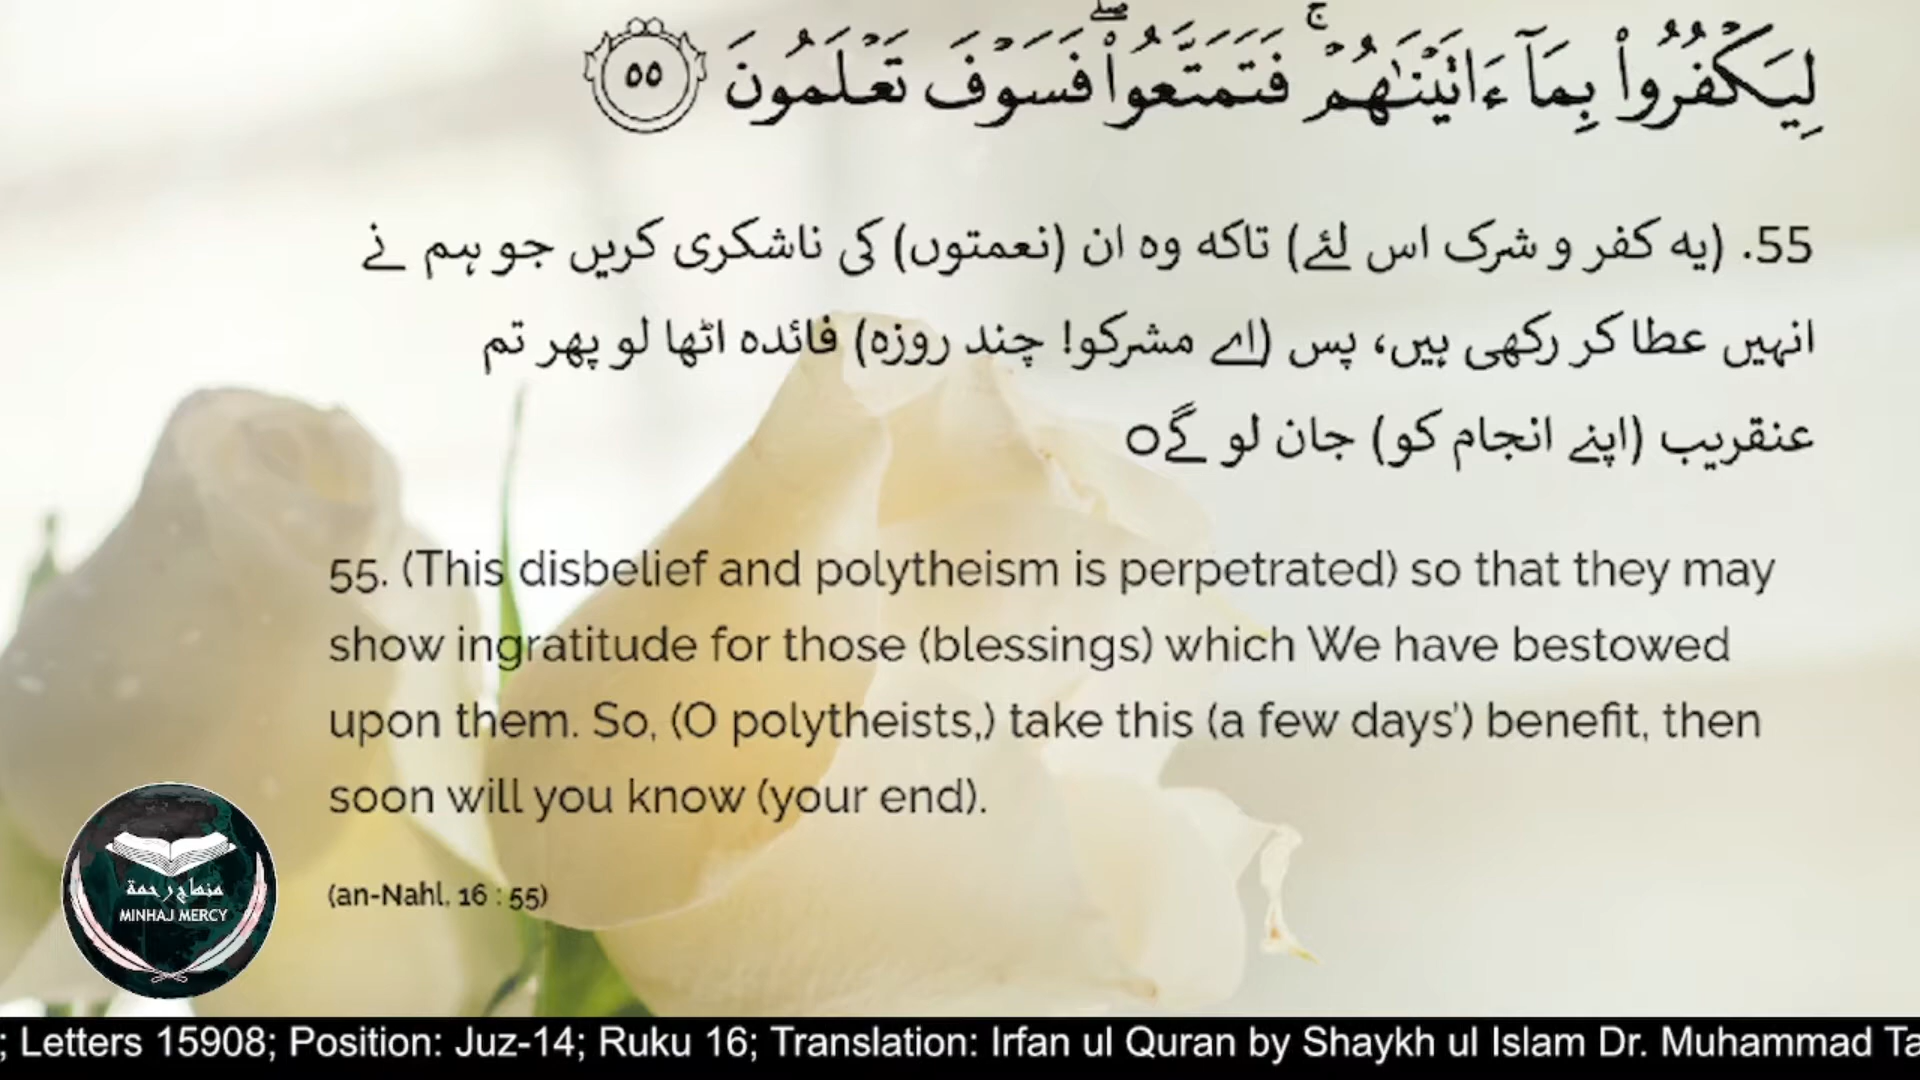 لِيَكْفُرُوا۟ بِمَآ ءَاتَيْنَـٰهُمْ ۚ فَتَمَتَّعُوا۟ ۖ فَسَوْفَ تَعْلَمُونَ ٥٥
55. (یہ کفر و شرک اس لئے) تاکہ وہ ان (نعمتوں) کی ناشکری کریں جو ہم نے
انہیں عطا کر رکھی ہیں، پس (اے مشرکو! چند روزہ) فائدہ اٹھا لو پھر تم
عنقریب (اپنے انجام کو) جان لو گےo
55. (This disbelief and polytheism is perpetrated) so that they may
show ingratitude for those (blessings) which We have bestowed
upon them. So, (O polytheists,) take this (a few days’) benefit, then
soon will you know (your end).
(an-Nahl, 16 : 55)
منهاج رحمة
MINHAJ MERCY
; Letters 15908; Position: Juz-14; Ruku 16; Translation: Irfan ul Quran by Shaykh ul Islam Dr. Muhammad Ta